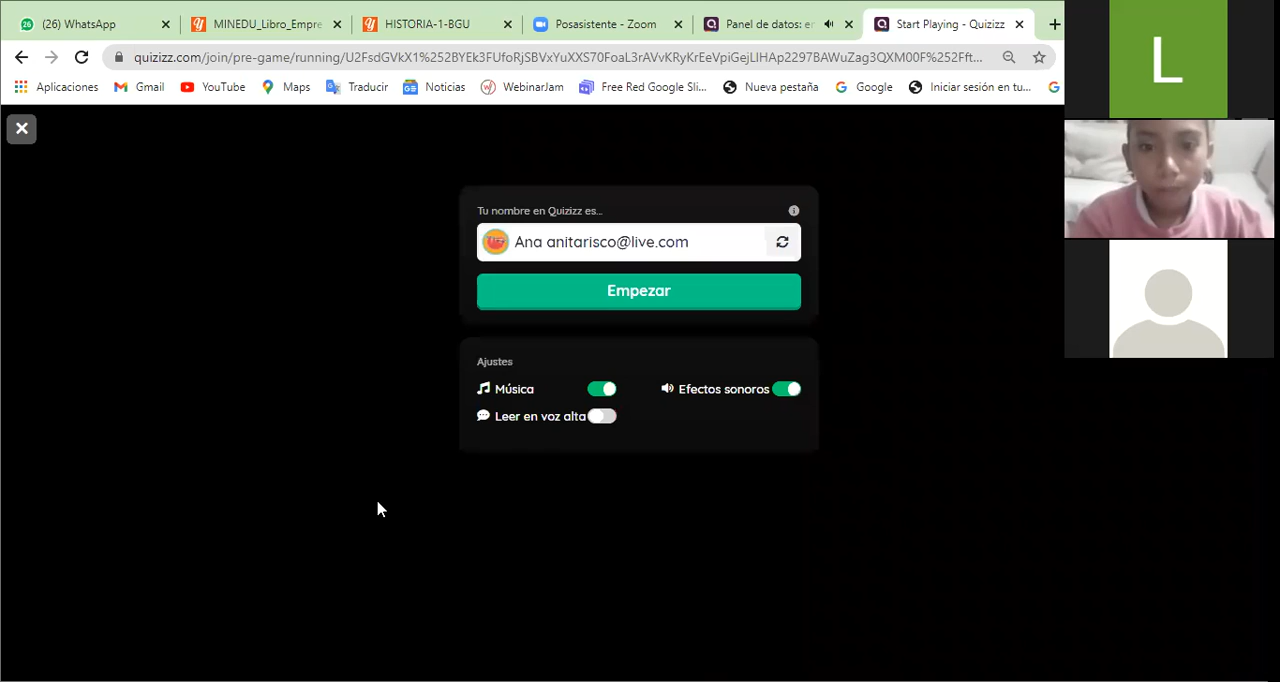 (26) WhatsApp
MINEDU_Libro_Empre
HISTORIA-1-BGU
Posasistente - Zoom
Panel de datos: er
Start Playing - Quizizz
quizizz.com/join/pre-game/running/U2FsdGVkX1%252BYEk3FUfoRjSBVxYuXXS70FoaL3rAVvKRyKrEeVpiGejLIHAp2297BAWuZag3QXM00F%252Fft...
Aplicaciones
Gmail
YouTube
Maps
Traducir
Noticias
WebinarJam
Free Red Google Sli...
Nueva pestaña
Google
Iniciar sesión en tu...
L
Tu nombre en Quizizz es...
Ana anitarisco@live.com
Empezar
Ajustes
Música
Efectos sonoros
Leer en voz alta